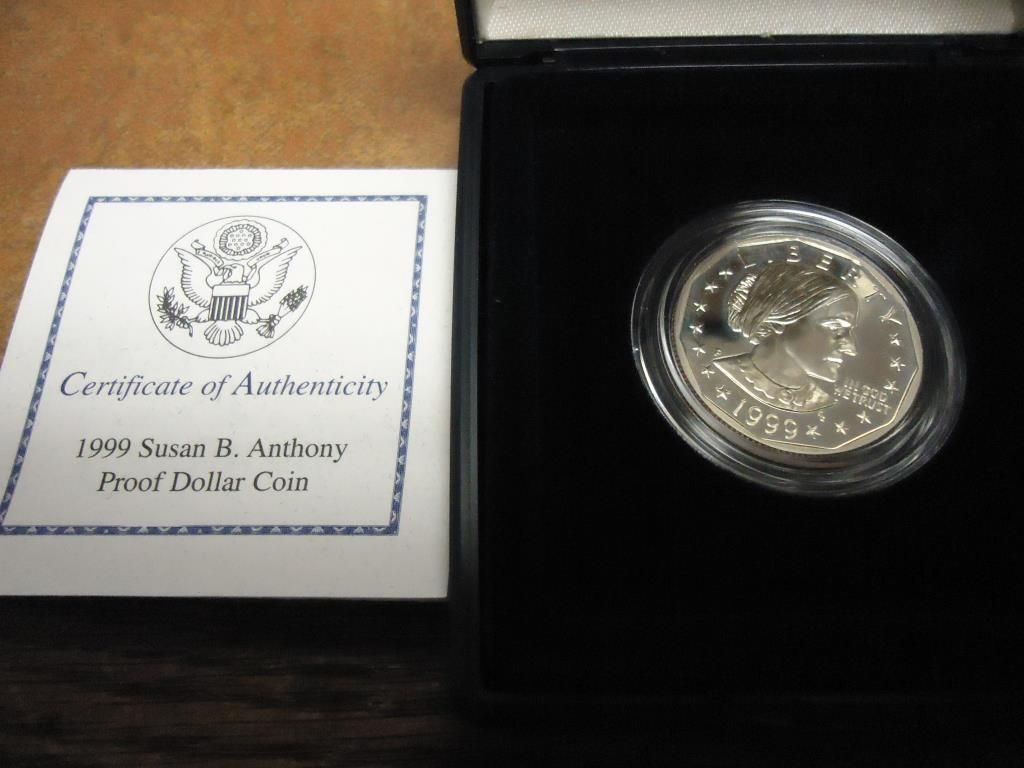 Certificate of Authenticity
1999 Susan B. Anthony
Proof Dollar Coin
LIBERTY
IN GOD
WE TRUST
1999